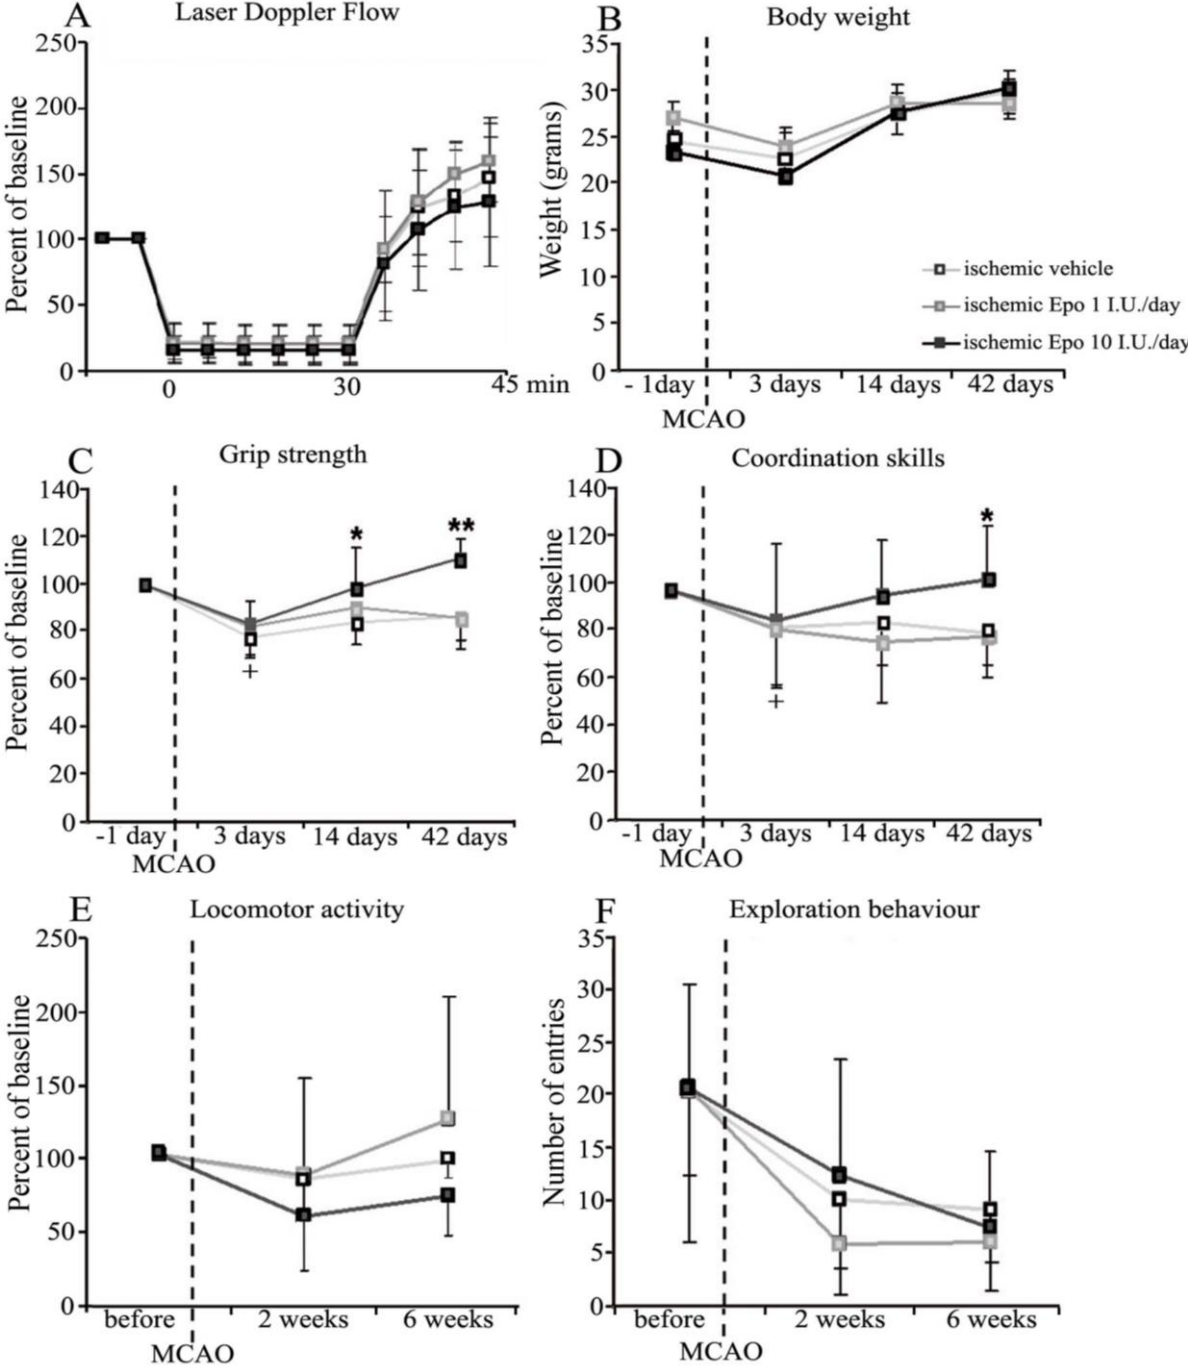 A
Laser Doppler Flow
Percent of baseline
250
200
150
100
50
0
0 30 45 min
B
Body weight
Weight (grams)
35
30
25
20
15
10
5
0
ischemic vehicle
ischemic Epo 1 I.U./day
ischemic Epo 10 I.U./day
- 1day 3 days 14 days 42 days
MCAO
C
Grip strength
Percent of baseline
140
120
100
80
60
40
20
0
*
**
+
-1 day 3 days 14 days 42 days
MCAO
D
Coordination skills
Percent of baseline
140
120
100
80
60
40
20
0
*
+
-1 day 3 days 14 days 42 days
MCAO
E
Locomotor activity
Percent of baseline
250
200
150
100
50
0
before 2 weeks 6 weeks
MCAO
F
Exploration behaviour
Number of entries
35
30
25
20
15
10
5
0
before 2 weeks 6 weeks
MCAO